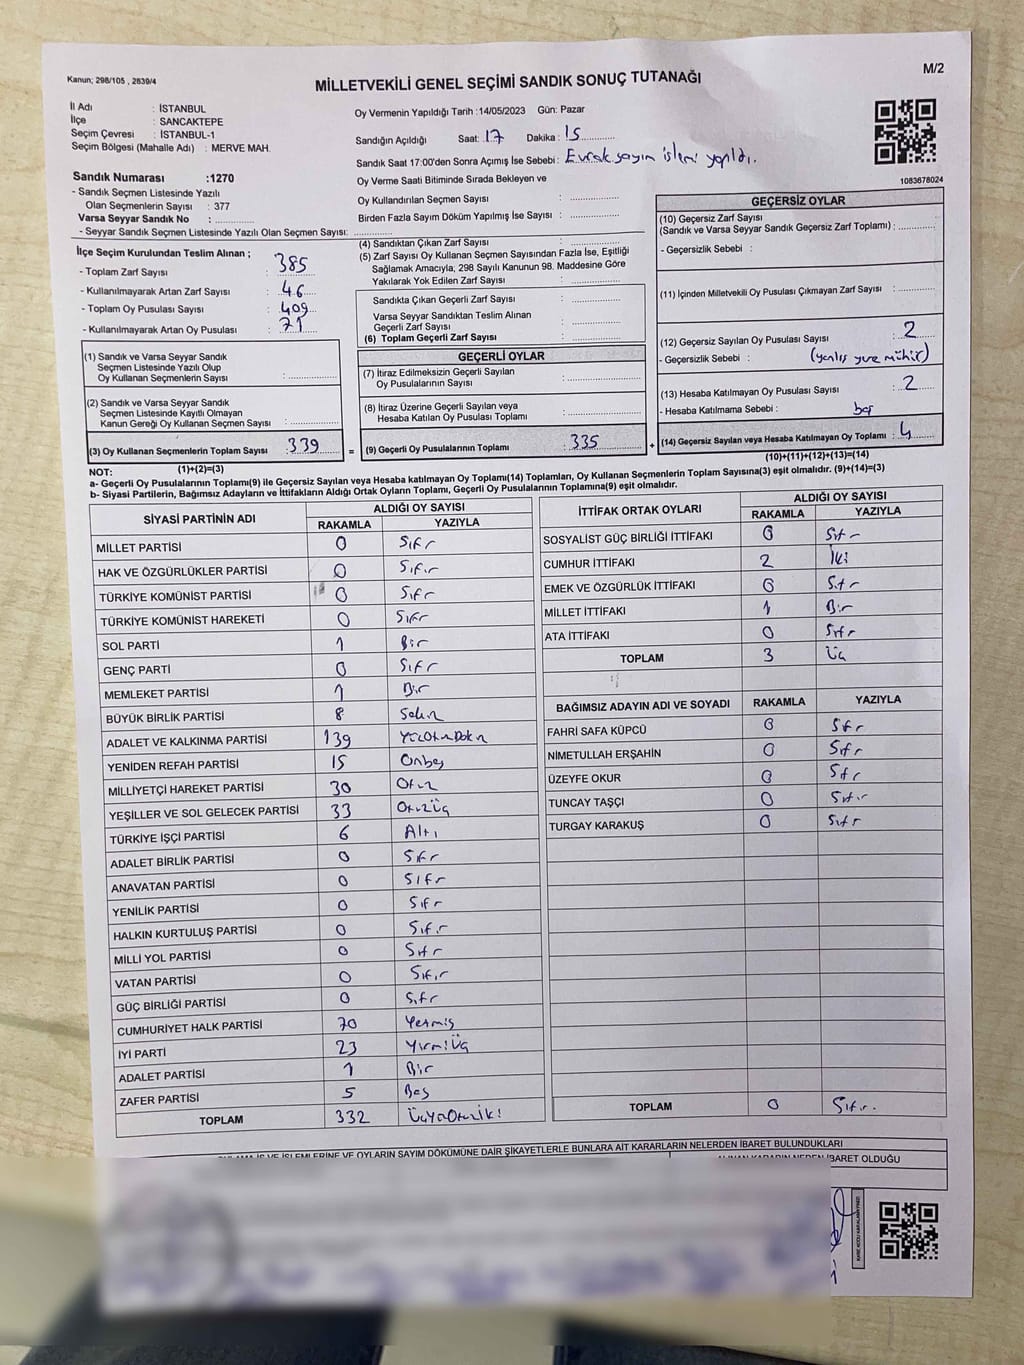 Kanun; 298/105 , 2839/4
M/2
MİLLETVEKİLİ GENEL SEÇİMİ SANDIK SONUÇ TUTANAĞI
İl Adı : İSTANBUL
İlçe : SANCAKTEPE
Seçim Çevresi : İSTANBUL-1
Seçim Bölgesi (Mahalle Adı) : MERVE MAH.
Oy Vermenin Yapıldığı Tarih :14/05/2023 Gün: Pazar
Sandığın Açıldığı Saat: 17 Dakika : 15
Sandık Saat 17:00'den Sonra Açımış İse Sebebi: Evrak sayım işlemi yapıldı.
1083678024
Sandık Numarası :1270
- Sandık Seçmen Listesinde Yazılı
Olan Seçmenlerin Sayısı : 377
Varsa Seyyar Sandık No :
- Seyyar Sandık Seçmen Listesinde Yazılı Olan Seçmen Sayısı:
Oy Verme Saati Bitiminde Sırada Bekleyen ve
Oy Kullandırılan Seçmen Sayısı :
Birden Fazla Sayım Döküm Yapılmış İse Sayısı :
İlçe Seçim Kurulundan Teslim Alınan ;
- Toplam Zarf Sayısı : 385
- Kullanılmayarak Artan Zarf Sayısı : 46
- Toplam Oy Pusulası Sayısı : 409
- Kullanılmayarak Artan Oy Pusulası : 71
(4) Sandıktan Çıkan Zarf Sayısı :
(5) Zarf Sayısı Oy Kullanan Seçmen Sayısından Fazla İse, Eşitliği
Sağlamak Amacıyla; 298 Sayılı Kanunun 98. Maddesine Göre
Yakılarak Yok Edilen Zarf Sayısı :
Sandıkta Çıkan Geçerli Zarf Sayısı :
Varsa Seyyar Sandıktan Teslim Alınan
Geçerli Zarf Sayısı :
(6) Toplam Geçerli Zarf Sayısı :
GEÇERSİZ OYLAR
(10) Geçersiz Zarf Sayısı
(Sandık ve Varsa Seyyar Sandık Geçersiz Zarf Toplamı) :
- Geçersizlik Sebebi :
(11) İçinden Milletvekili Oy Pusulası Çıkmayan Zarf Sayısı :
(12) Geçersiz Sayılan Oy Pusulası Sayısı : 2
- Geçersizlik Sebebi : (yanlış yere mühür)
(13) Hesaba Katılmayan Oy Pusulası Sayısı : 2
- Hesaba Katılmama Sebebi : boş
(14) Geçersiz Sayılan veya Hesaba Katılmayan Oy Toplamı : 4
(10)+(11)+(12)+(13)=(14)
(1) Sandık ve Varsa Seyyar Sandık
Seçmen Listesinde Yazılı Olup
Oy Kullanan Seçmenlerin Sayısı :
(2) Sandık ve Varsa Seyyar Sandık
Seçmen Listesinde Kayıtlı Olmayan
Kanun Gereği Oy Kullanan Seçmen Sayısı :
(3) Oy Kullanan Seçmenlerin Toplam Sayısı : 339
(1)+(2)=(3)
GEÇERLİ OYLAR
(7) İtiraz Edilmeksizin Geçerli Sayılan
Oy Pusulalarının Sayısı :
(8) İtiraz Üzerine Geçerli Sayılan veya
Hesaba Katılan Oy Pusulası Toplamı :
= (9) Geçerli Oy Pusulalarının Toplamı : 335 +
NOT:
a- Geçerli Oy Pusulalarının Toplamı(9) ile Geçersiz Sayılan veya Hesaba katılmayan Oy Toplamı(14) Toplamları, Oy Kullanan Seçmenlerin Toplam Sayısına(3) eşit olmalıdır. (9)+(14)=(3)
b- Siyasi Partilerin, Bağımsız Adayların ve İttifakların Aldığı Ortak Oyların Toplamı, Geçerli Oy Pusulalarının Toplamına(9) eşit olmalıdır.
SİYASİ PARTİNİN ADI ALDIĞI OY SAYISI
RAKAMLA YAZIYLA
MİLLET PARTİSİ 0 Sıfır
HAK VE ÖZGÜRLÜKLER PARTİSİ 0 Sıfır
TÜRKİYE KOMÜNİST PARTİSİ 0 Sıfır
TÜRKİYE KOMÜNİST HAREKETİ 0 Sıfır
SOL PARTİ 1 Bir
GENÇ PARTİ 0 Sıfır
MEMLEKET PARTİSİ 1 Bir
BÜYÜK BİRLİK PARTİSİ 8 Sekiz
ADALET VE KALKINMA PARTİSİ 139 YüzOtuzDokuz
YENİDEN REFAH PARTİSİ 15 Onbeş
MİLLİYETÇİ HAREKET PARTİSİ 30 Otuz
YEŞİLLER VE SOL GELECEK PARTİSİ 33 OtuzÜç
TÜRKİYE İŞÇİ PARTİSİ 6 Altı
ADALET BİRLİK PARTİSİ 0 Sıfır
ANAVATAN PARTİSİ 0 Sıfır
YENİLİK PARTİSİ 0 Sıfır
HALKIN KURTULUŞ PARTİSİ 0 Sıfır
MİLLİ YOL PARTİSİ 0 Sıfır
VATAN PARTİSİ 0 Sıfır
GÜÇ BİRLİĞİ PARTİSİ 0 Sıfır
CUMHURİYET HALK PARTİSİ 70 Yetmiş
İYİ PARTİ 23 YirmiÜç
ADALET PARTİSİ 1 Bir
ZAFER PARTİSİ 5 Beş
TOPLAM 332 ÜçyüzOtuziki
İTTİFAK ORTAK OYLARI ALDIĞI OY SAYISI
RAKAMLA YAZIYLA
SOSYALİST GÜÇ BİRLİĞİ İTTİFAKI 0 Sıfır
CUMHUR İTTİFAKI 2 İki
EMEK VE ÖZGÜRLÜK İTTİFAKI 0 Sıfır
MİLLET İTTİFAKI 1 Bir
ATA İTTİFAKI 0 Sıfır
TOPLAM 3 Üç
BAĞIMSIZ ADAYIN ADI VE SOYADI RAKAMLA YAZIYLA
FAHRİ SAFA KÜPCÜ 0 Sıfır
NİMETULLAH ERŞAHİN 0 Sıfır
ÜZEYFE OKUR 0 Sıfır
TUNCAY TAŞÇI 0 Sıfır
TURGAY KARAKUŞ 0 Sıfır
TOPLAM 0 Sıfır.
İŞ VE İŞLEMLERİNE VE OYLARIN SAYIM DÖKÜMÜNE DAİR ŞİKAYETLERLE BUNLARA AİT KARARLARIN NELERDEN İBARET BULUNDUKLARI
ALINAN KARARIN NEDEN İBARET OLDUĞU